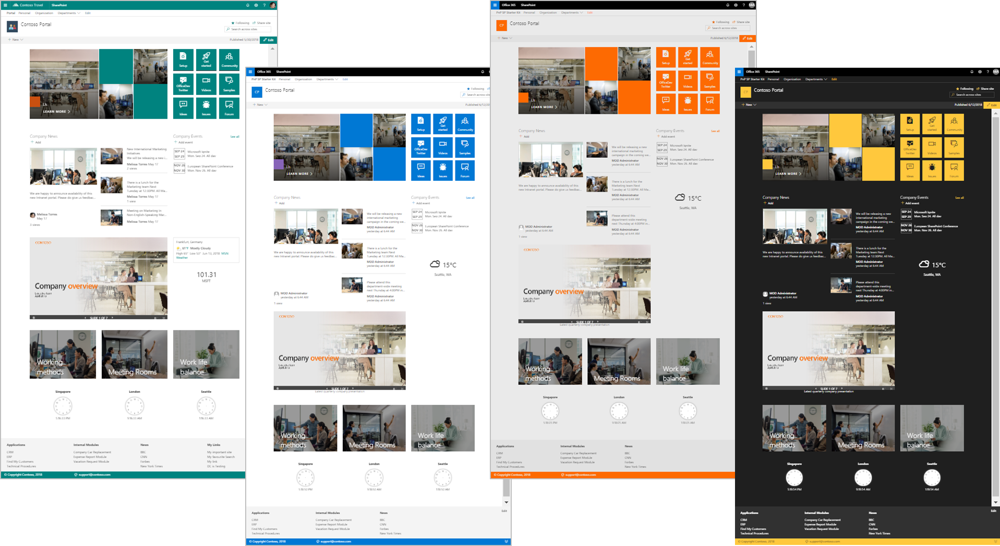 Contoso Travel SharePoint
Portal Personal Organization Departments Edit
Contoso Portal
Following Share site
Search across sites
New
Published 5/30/2018 Edit
LEARN MORE
Setup
Get started
Community
OfficeDev Twitter
Videos
Samples
Ideas
Issues
Forum
Company News
Add
We are happy to announce availability of this
new Intranet portal. Please do give us feedbac...
Melissa Torres
May 17
3 views
New International Marketing
Initiatives
We will be releasing a new i...
Melissa Torres May 17
2 views
There is a lunch for the
Marketing team Next
Tuesday at 12:30PM. All Ma...
Melissa Torres May 17
1 view
Meeting on Marketing In
Non-English-Speaking Mar...
Melissa Torres May 17
Company Events
See all
Add event
SEP 24
SEP 29
Microsoft Ignite
Mon, Sep 24, All day
NOV 26
NOV 30
European SharePoint Conference
Mon, Nov 26, All day
CONTOSO
Company overview
April 2018
SLIDE 1 OF 7
Frankfurt, Germany
61°F Mostly Cloudy
High 65° Low 53° Jun 13, 2018 MSN
Weather
101.31
MSFT
Working
methods
Meeting Rooms
Work life
balance
Singapore
5:16:33 PM
London
9:16:33 AM
Seattle
1:16:33 AM
Applications
CRM
ERP
Find My Customers
Technical Procedures
Internal Modules
Company Car Replacement
Expense Report Module
Vacation Request Module
News
BBC
CNN
Forbes
New York Times
My Links
My important site
My favourite Search
My link
DC is Testing
© Copyright Contoso, 2018
support@contoso.com
Office 365 SharePoint
PnP SP Starter Kit Personal Organization Departments Edit
CP
Contoso Portal
Following
Search across site
New
Published 6/12/20
LEARN MORE
Setup
Get started
Community
OfficeDev Twitter
Videos
Samples
Ideas
Issues
Forum
Company News
Add
We are happy to announce availability of this
new Intranet portal. Please do give us feedbac...
MOD Administrator
yesterday at 6:44 AM
1 view
We will be releasing a new
international marketing
campaign in the coming we...
MOD Administrator
yesterday at 6:44 AM
There is a lunch for the
Marketing team Next
Tuesday at 12:30PM. All Ma...
MOD Administrator
yesterday at 6:44 AM
Please attend this
department-wide meeting
next Thursday at 4:00PM in...
MOD Administrator
yesterday at 6:44 AM
Company Events
See all
Add event
SEP 24
SEP 29
Microsoft Ignite
Mon, Sep 24, All day
NOV 26
NOV 30
European SharePoint Conference
Mon, Nov 26, All day
15°C
Seattle, WA
CONTOSO
Company overview
April 2018
SLIDE 1 OF 7
Latest quarterly company presentation
Working
methods
Meeting Rooms
Work life
balance
Singapore
5:18:50 PM
London
9:18:50 AM
Seattle
1:18:50 AM
Edit
Applications
CRM
ERP
Find My Customers
Technical Procedures
Internal Modules
Company Car Replacement
Expense Report Module
Vacation Request Module
News
BBC
CNN
Forbes
New York Times
© Copyright Contoso, 2018
support@contoso.com
Office 365 SharePoint MA
PnP SP Starter Kit Personal Organization Departments Edit
CP
Contoso Portal
Following Share site
Search across sites
New
Published 6/12/2018 Edit
LEARN MORE
Setup
Get started
Community
OfficeDev Twitter
Videos
Samples
Ideas
Issues
Forum
Company News
Add
We are happy to announce availability of this
new Intranet portal. Please do give us feedbac...
MOD Administrator
yesterday at 6:44 AM
1 view
We will be releasing a new
international marketing
campaign in the coming we...
MOD Administrator
yesterday at 6:44 AM
There is a lunch for the
Marketing team Next
Tuesday at 12:30PM. All Ma...
MOD Administrator
yesterday at 6:44 AM
Please attend this
department-wide meeting
next Thursday at 4:00PM in...
MOD Administrator
yesterday at 6:44 AM
Company Events
See all
Add event
SEP 24
SEP 29
Microsoft Ignite
Mon, Sep 24, All day
NOV 26
NOV 30
European SharePoint Conference
Mon, Nov 26, All day
15°C
Seattle, WA
CONTOSO
Company overview
April 2018
SLIDE 1 OF 7
Latest quarterly company presentation
Working
methods
Meeting Rooms
Work life
balance
Singapore
5:18:05 PM
London
9:18:05 AM
Seattle
1:18:05 AM
Applications
CRM
ERP
Find My Customers
Technical Procedures
Internal Modules
Company Car Replacement
Expense Report Module
Vacation Request Module
News
BBC
CNN
Forbes
New York Times
© Copyright Contoso, 2018
support@contoso.com
Office 365 SharePoint MA
PnP SP Starter Kit Personal Organization Departments Edit
CP
Contoso Portal
Following Share site
Search across sites
New
Published 6/12/2018 Edit
LEARN MORE
Setup
Get started
Community
OfficeDev Twitter
Videos
Samples
Ideas
Issues
Forum
Company News
Add
We are happy to announce availability of this
new Intranet portal. Please do give us feedbac...
MOD Administrator
yesterday at 6:44 AM
1 view
We will be releasing a new
international marketing
campaign in the coming we...
MOD Administrator
yesterday at 6:44 AM
There is a lunch for the
Marketing team Next
Tuesday at 12:30PM. All Ma...
MOD Administrator
yesterday at 6:44 AM
Please attend this
department-wide meeting
next Thursday at 4:00PM in...
MOD Administrator
yesterday at 6:44 AM
Company Events
See all
Add event
SEP 24
SEP 29
Microsoft Ignite
Mon, Sep 24, All day
NOV 26
NOV 30
European SharePoint Conference
Mon, Nov 26, All day
15°C
Seattle, WA
CONTOSO
Company overview
April 2018
SLIDE 1 OF 7
Latest quarterly company presentation
Working
methods
Meeting Rooms
Work life
balance
Singapore
5:19:54 PM
London
9:19:54 AM
Seattle
1:19:54 AM
Edit
Applications
CRM
ERP
Find My Customers
Technical Procedures
Internal Modules
Company Car Replacement
Expense Report Module
Vacation Request Module
News
BBC
CNN
Forbes
New York Times
© Copyright Contoso, 2018
support@contoso.com